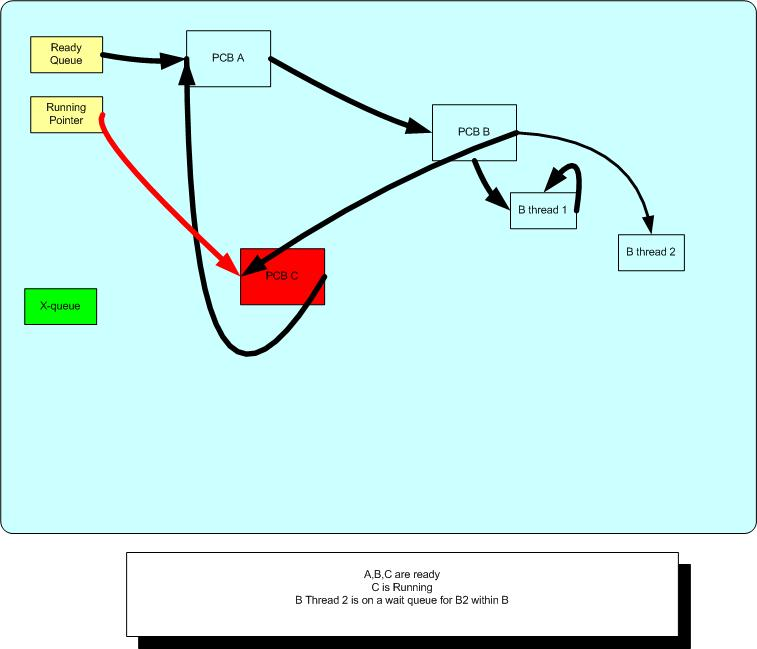 Ready
Queue
PCB A
Running
Pointer
PCB B
B thread 1
B thread 2
PCB C
X-queue
A,B,C are ready
C is Running
B Thread 2 is on a wait queue for B2 within B